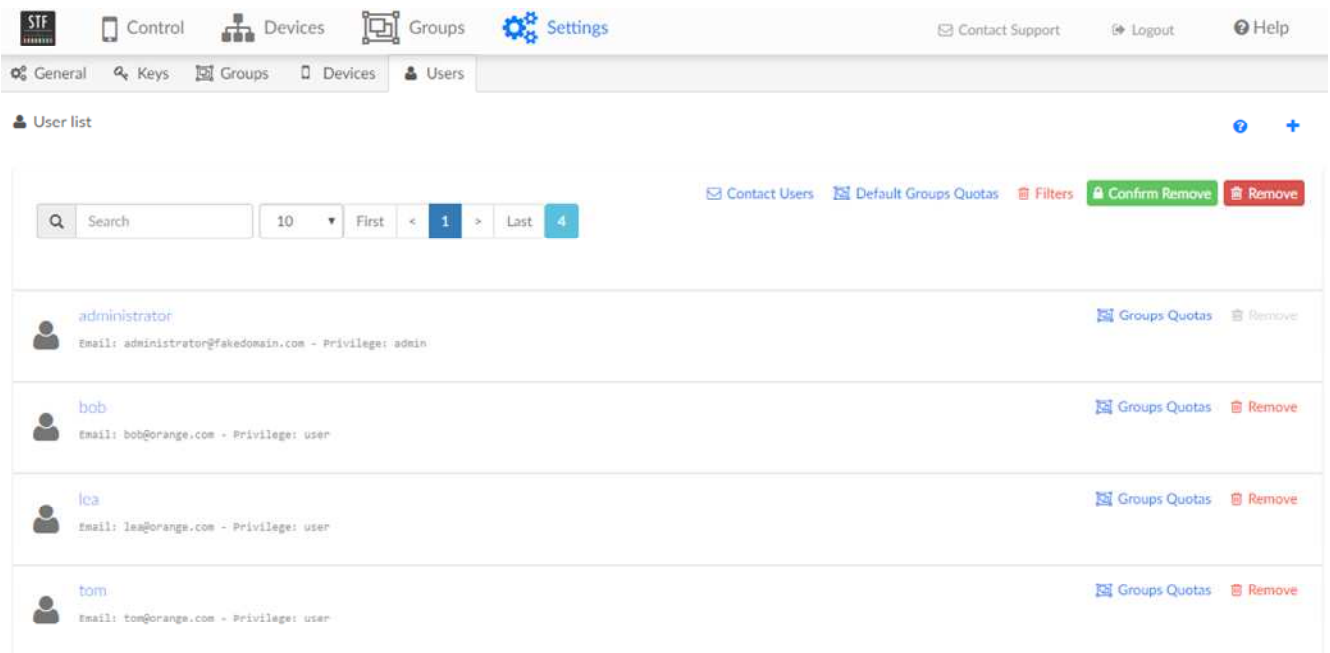 STF Control Devices Groups Settings Contact Support Logout Help
General Keys Groups Devices Users
User list
Contact Users Default Groups Quotas Filters Confirm Remove Remove
Search 10 First < 1 > Last 4
administrator Groups Quotas Remove
Email: administrator@fakedomain.com - Privilege: admin
bob Groups Quotas Remove
Email: bob@orange.com - Privilege: user
lea Groups Quotas Remove
Email: lea@orange.com - Privilege: user
tom Groups Quotas Remove
Email: tom@orange.com - Privilege: user